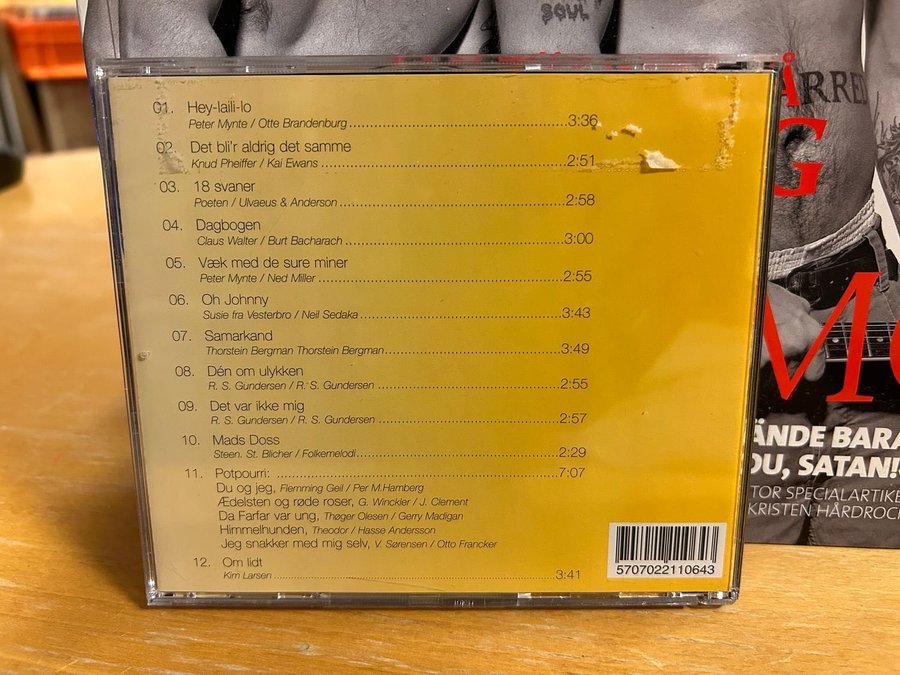 SOUL
01. Hey-laili-lo
Peter Mynte / Otte Brandenburg 3:36
02. Det bli'r aldrig det samme
Knud Pheiffer / Kai Ewans 2:51
03. 18 svaner
Poeten / Ulvaeus & Anderson 2:58
04. Dagbogen
Claus Walter / Burt Bacharach 3:00
05. Væk med de sure miner
Peter Mynte / Ned Miller 2:55
06. Oh Johnny
Susie fra Vesterbro / Neil Sedaka 3:43
07. Samarkand
Thorstein Bergman Thorstein Bergman 3:49
08. Dén om ulykken
R. S. Gundersen / R. S. Gundersen 2:55
09. Det var ikke mig
R. S. Gundersen / R. S. Gundersen 2:57
10. Mads Doss
Steen. St. Blicher / Folkemelodi 2:29
11. Potpourri: 7:07
Du og jeg, Flemming Geil / Per M.Hamberg
Ædelsten og røde roser, G. Winckler / J. Clement
Da Farfar var ung, Thøger Olesen / Gerry Madigan
Himmelhunden, Theodor / Hasse Andersson
Jeg snakker med mig selv, V. Sørensen / Otto Francker
12. Om lidt
Kim Larsen 3:41
5707022110643
Å
ARRE
G
M
ÄNDE BARA
DU, SATAN!
TOR SPECIALARTIKE
KRISTEN HÅRDROC